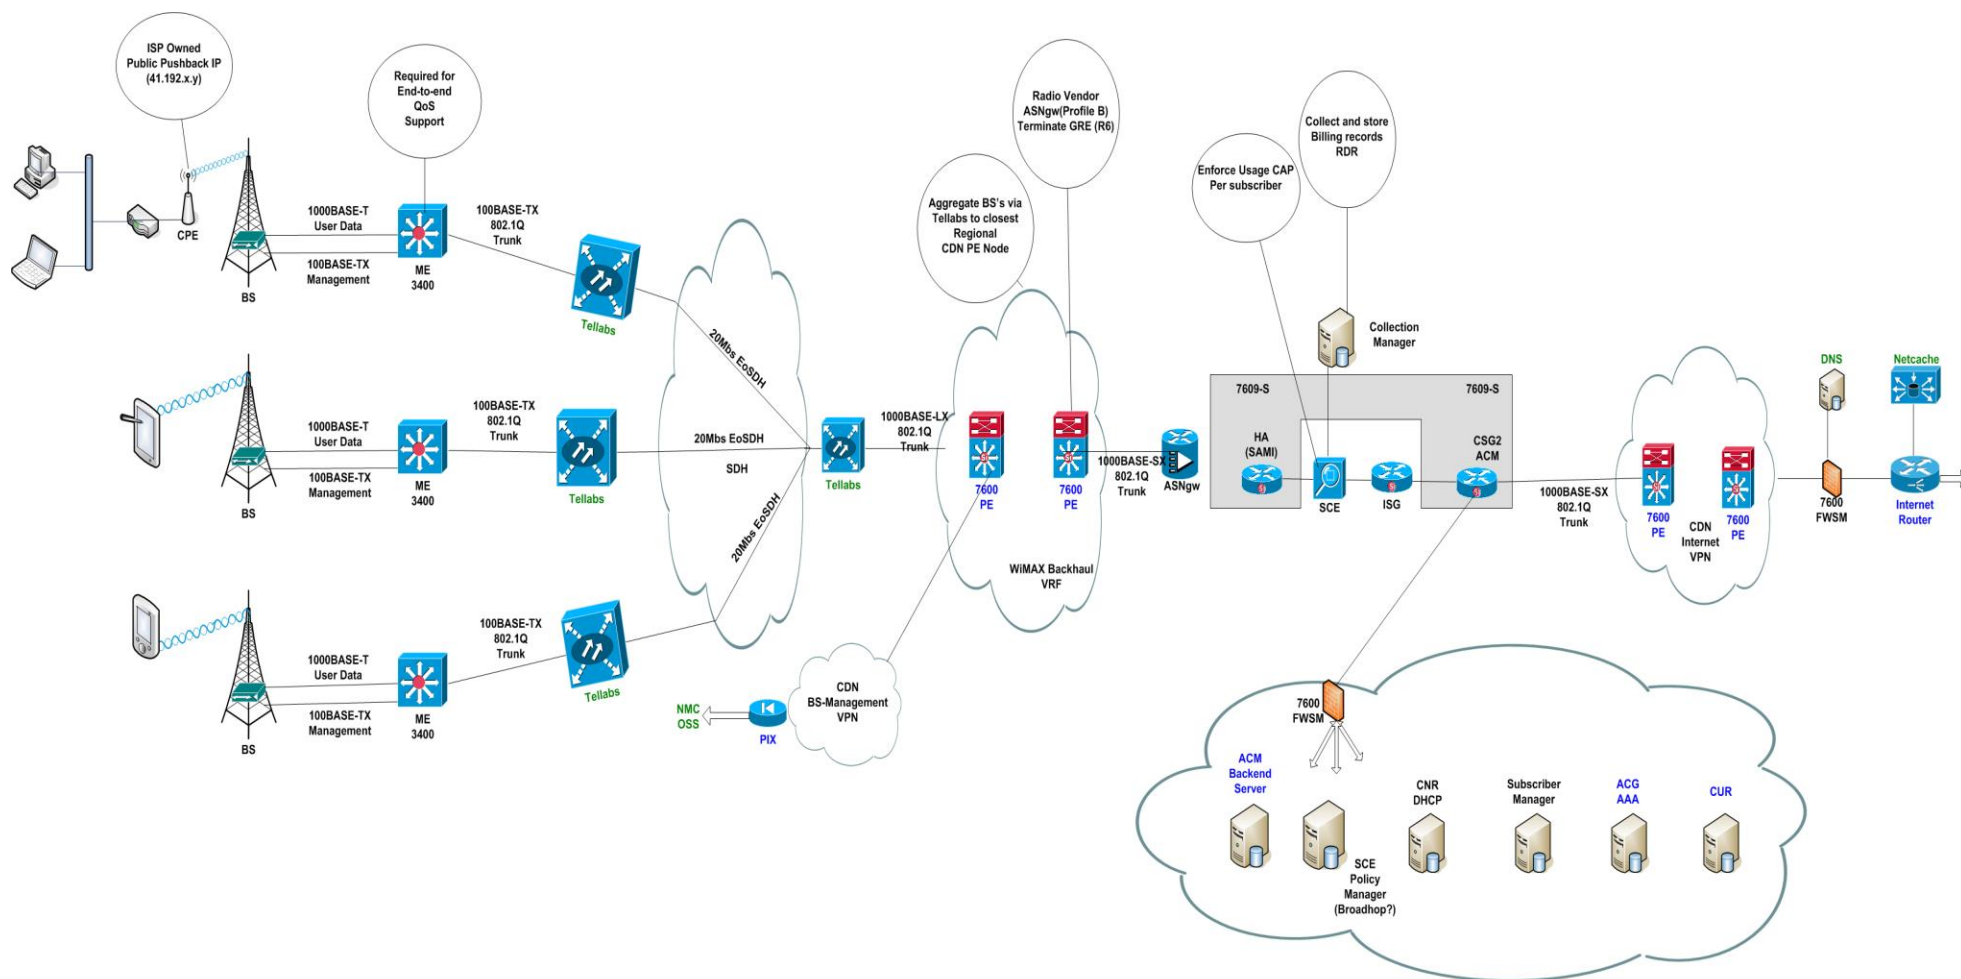 ISP Owned
Public Pushback IP
(41.192.x.y)
Required for
End-to-end
QoS
Support
Radio Vendor
ASNgw(Profile B)
Terminate GRE (R6)
Collect and store
Billing records
RDR
Enforce Usage CAP
Per subscriber
Aggregate BS's via
Tellabs to closest
Regional
CDN PE Node
CPE
1000BASE-T
User Data
100BASE-TX
Management
BS
ME
3400
100BASE-TX
802.1Q
Trunk
Tellabs
20Mbs EoSDH
Collection
Manager
1000BASE-T
User Data
100BASE-TX
Management
BS
ME
3400
100BASE-TX
802.1Q
Trunk
Tellabs
20Mbs EoSDH
SDH
20Mbs EoSDH
Tellabs
1000BASE-LX
802.1Q
Trunk
7600
PE
7600
PE
WiMAX Backhaul
VRF
1000BASE-SX
802.1Q
Trunk
ASNgw
7609-S
7609-S
HA
(SAMI)
SCE
ISG
CSG2
ACM
1000BASE-SX
802.1Q
Trunk
7600
PE
7600
PE
CDN
Internet
VPN
DNS
Netcache
7600
FWSM
Internet
Router
1000BASE-T
User Data
100BASE-TX
Management
BS
ME
3400
100BASE-TX
802.1Q
Trunk
Tellabs
NMC
OSS
PIX
CDN
BS-Management
VPN
7600
FWSM
ACM
Backend
Server
SCE
Policy
Manager
(Broadhop?)
CNR
DHCP
Subscriber
Manager
ACG
AAA
CUR